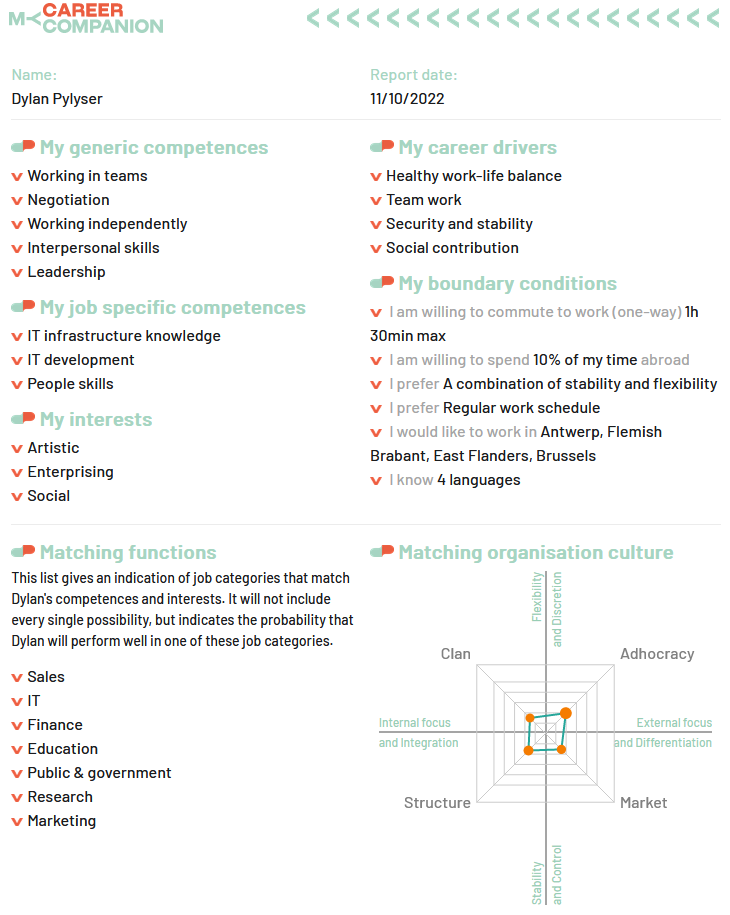 MY CAREER
COMPANION
Name:
Dylan Pylyser
Report date:
11/10/2022
My generic competences
Working in teams
Negotiation
Working independently
Interpersonal skills
Leadership
My job specific competences
IT infrastructure knowledge
IT development
People skills
My interests
Artistic
Enterprising
Social
My career drivers
Healthy work-life balance
Team work
Security and stability
Social contribution
My boundary conditions
I am willing to commute to work (one-way) 1h
30min max
I am willing to spend 10% of my time abroad
I prefer A combination of stability and flexibility
I prefer Regular work schedule
I would like to work in Antwerp, Flemish
Brabant, East Flanders, Brussels
I know 4 languages
Matching functions
This list gives an indication of job categories that match
Dylan's competences and interests. It will not include
every single possibility, but indicates the probability that
Dylan will perform well in one of these job categories.
Sales
IT
Finance
Education
Public & government
Research
Marketing
Matching organisation culture
Flexibility
and Discretion
Clan
Adhocracy
Internal focus
and Integration
External focus
and Differentiation
Structure
Market
Stability
and Control